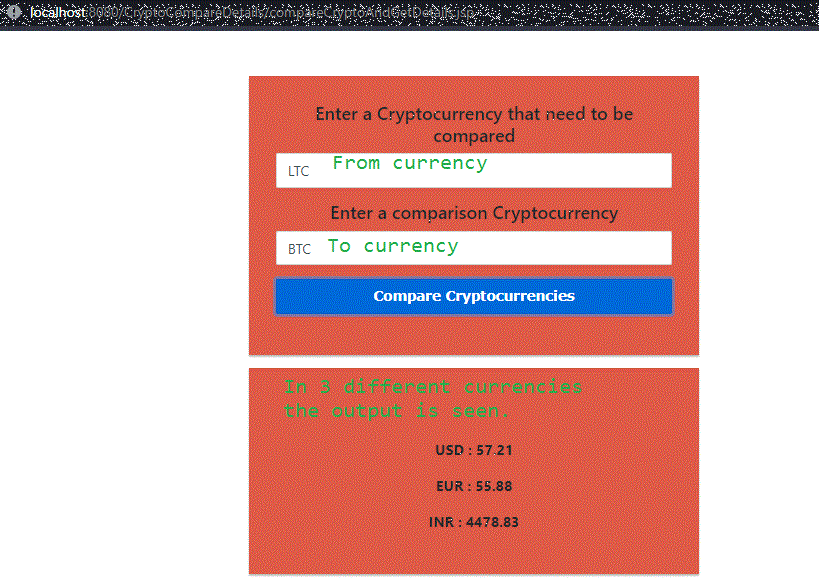 localhost:8080/CryptoCompareDetails/compareCryptoAndGetDetails.jsp
Enter a Cryptocurrency that need to be
compared
LTC From currency
Enter a comparison Cryptocurrency
BTC To currency
Compare Cryptocurrencies
In 3 different currencies
the output is seen.
USD : 57.21
EUR : 55.88
INR : 4478.83